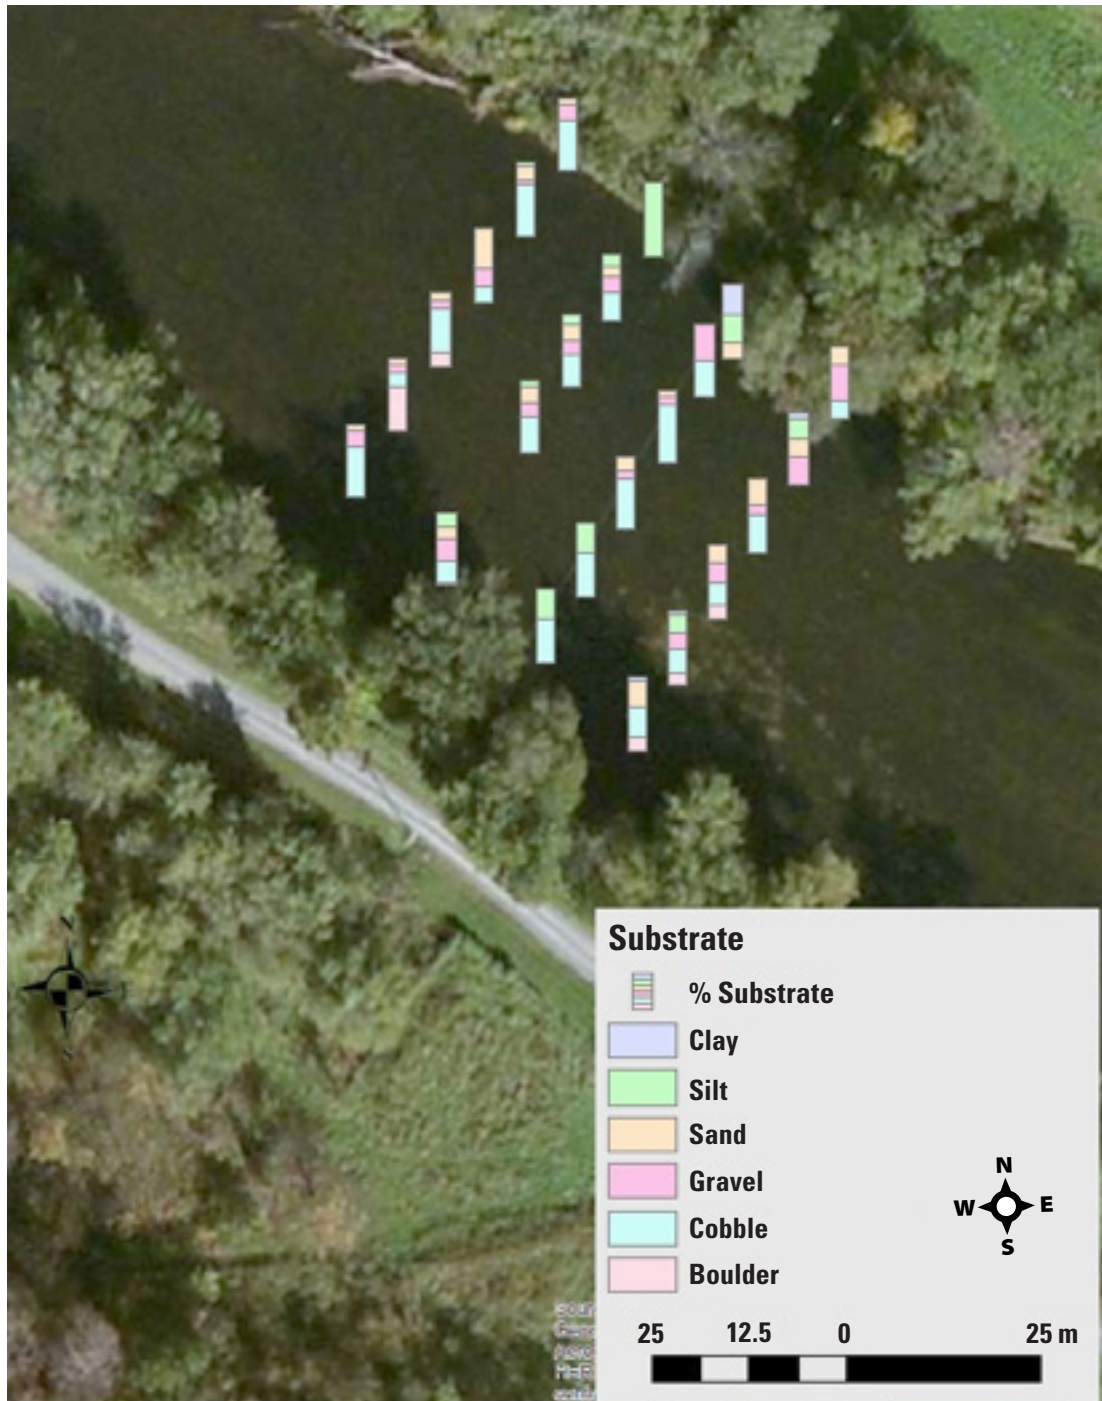 Substrate
% Substrate
Clay
Silt
Sand
Gravel
Cobble
Boulder
N
W E
S
25 12.5 0 25 m